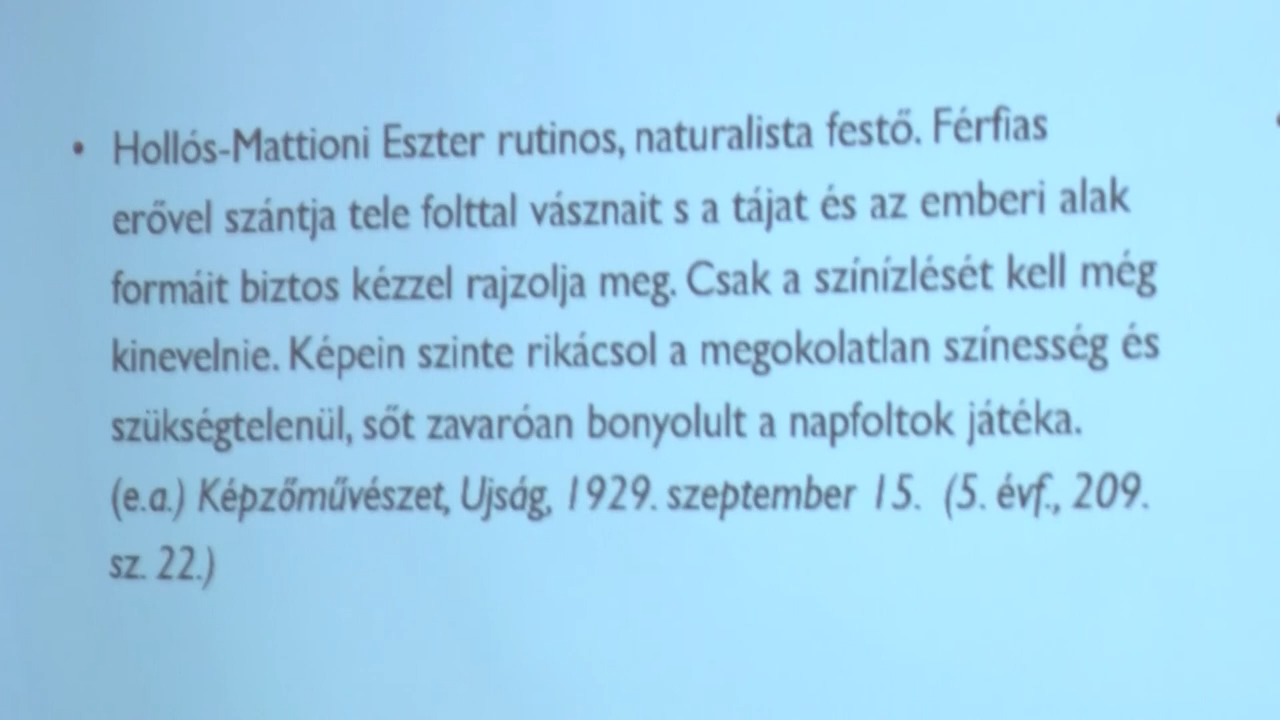 • Hollós-Mattioni Eszter rutinos, naturalista festő. Férfias
erővel szántja tele folttal vásznait s a tájat és az emberi alak
formáit biztos kézzel rajzolja meg. Csak a színízlését kell még
kinevelnie. Képein szinte rikácsol a megokolatlan színesség és
szükségtelenül, sőt zavaróan bonyolult a napfoltok játéka.
(e.a.) Képzőművészet, Ujság, 1929. szeptember 15. (5. évf., 209.
sz. 22.)